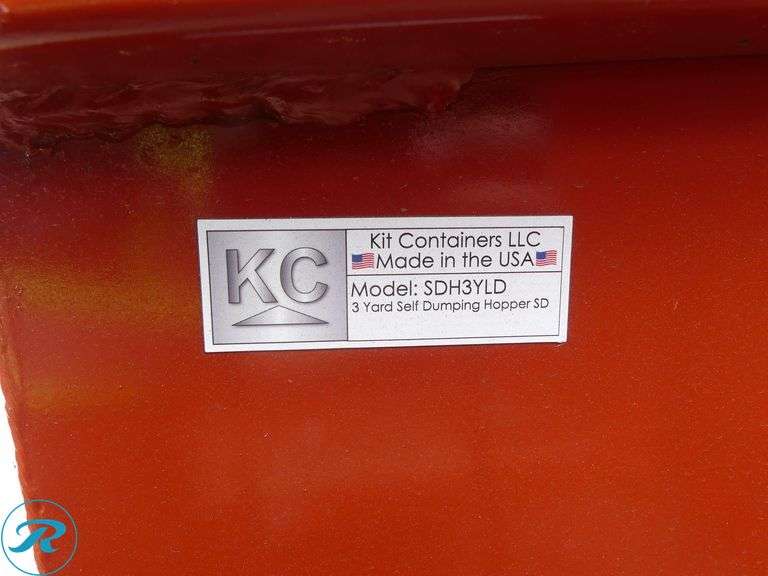 KC
Kit Containers LLC
Made in the USA
Model: SDH3YLD
3 Yard Self Dumping Hopper SD
R